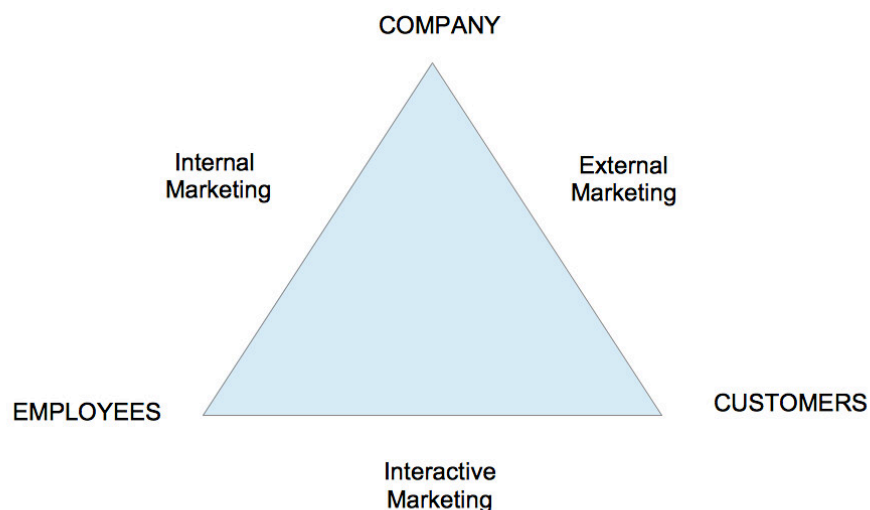 COMPANY
Internal
Marketing
External
Marketing
EMPLOYEES
CUSTOMERS
Interactive
Marketing